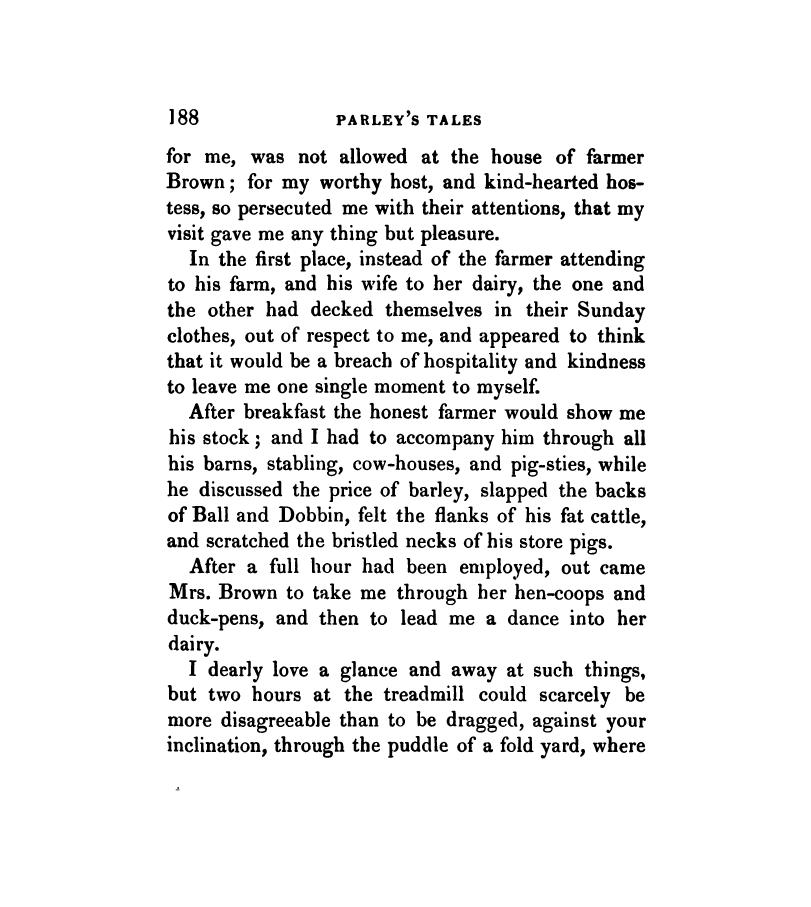 188 PARLEY'S TALES
for me, was not allowed at the house of farmer
Brown; for my worthy host, and kind-hearted hos-
tess, so persecuted me with their attentions, that my
visit gave me any thing but pleasure.
In the first place, instead of the farmer attending
to his farm, and his wife to her dairy, the one and
the other had decked themselves in their Sunday
clothes, out of respect to me, and appeared to think
that it would be a breach of hospitality and kindness
to leave me one single moment to myself.
After breakfast the honest farmer would show me
his stock; and I had to accompany him through all
his barns, stabling, cow-houses, and pig-sties, while
he discussed the price of barley, slapped the backs
of Ball and Dobbin, felt the flanks of his fat cattle,
and scratched the bristled necks of his store pigs.
After a full hour had been employed, out came
Mrs. Brown to take me through her hen-coops and
duck-pens, and then to lead me a dance into her
dairy.
I dearly love a glance and away at such things,
but two hours at the treadmill could scarcely be
more disagreeable than to be dragged, against your
inclination, through the puddle of a fold yard, where